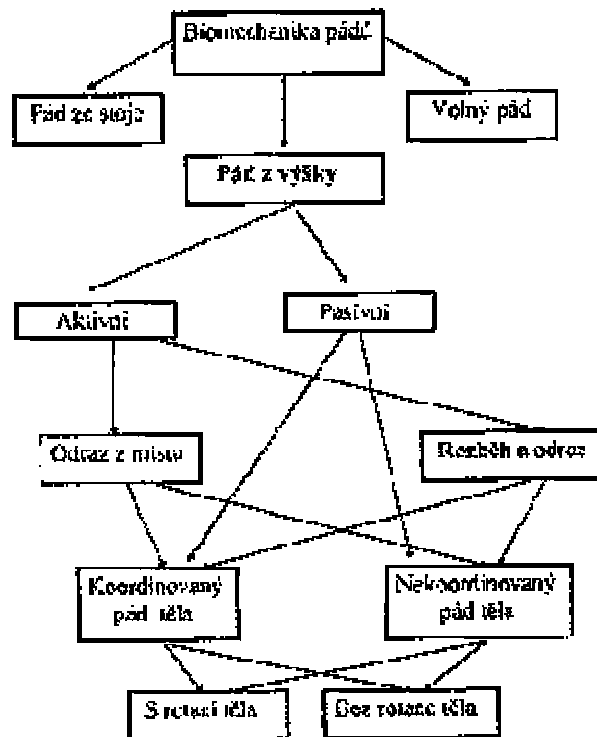 Biomechanika pádů
Pád ze stoje
Volný pád
Pád z výšky
Aktivní
Pasivní
Odraz z místa
Rozběh a odraz
Koordinovaný
pád těla
Nekoordinovaný
pád těla
S rotací těla
Bez rotace těla